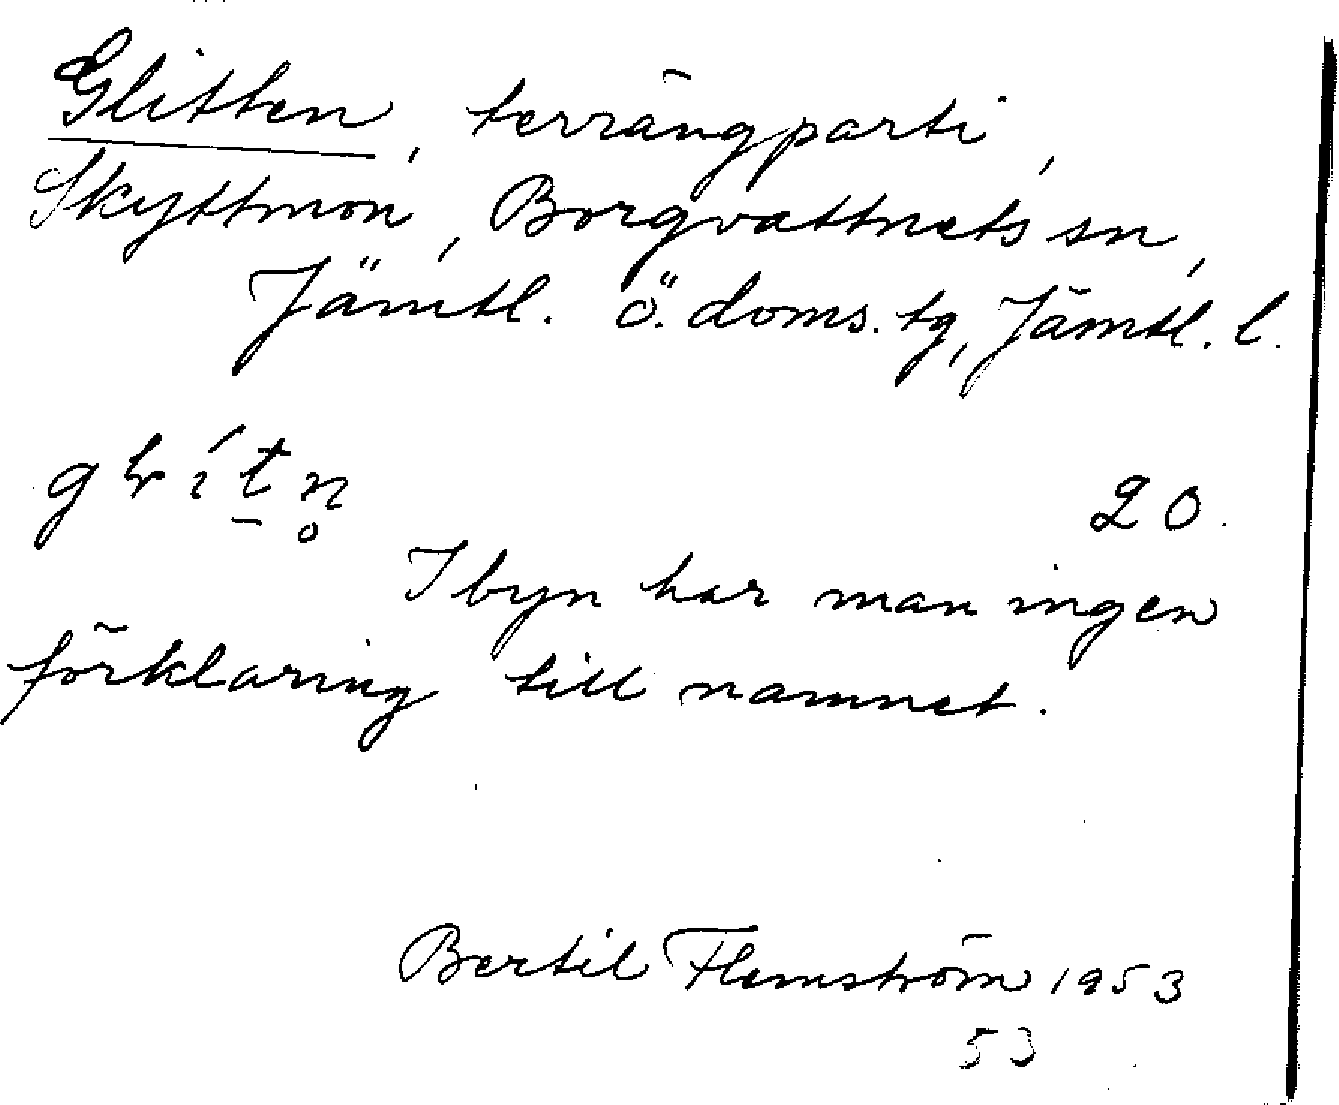 Glitten, terrängparti,
Skyttmon, Borgvattnets sn,
Jämtl. ö. doms. tg, Jämtl. l.
20.
I byn har man ingen
förklaring till namnet.
Bertil Flemström 1953
53